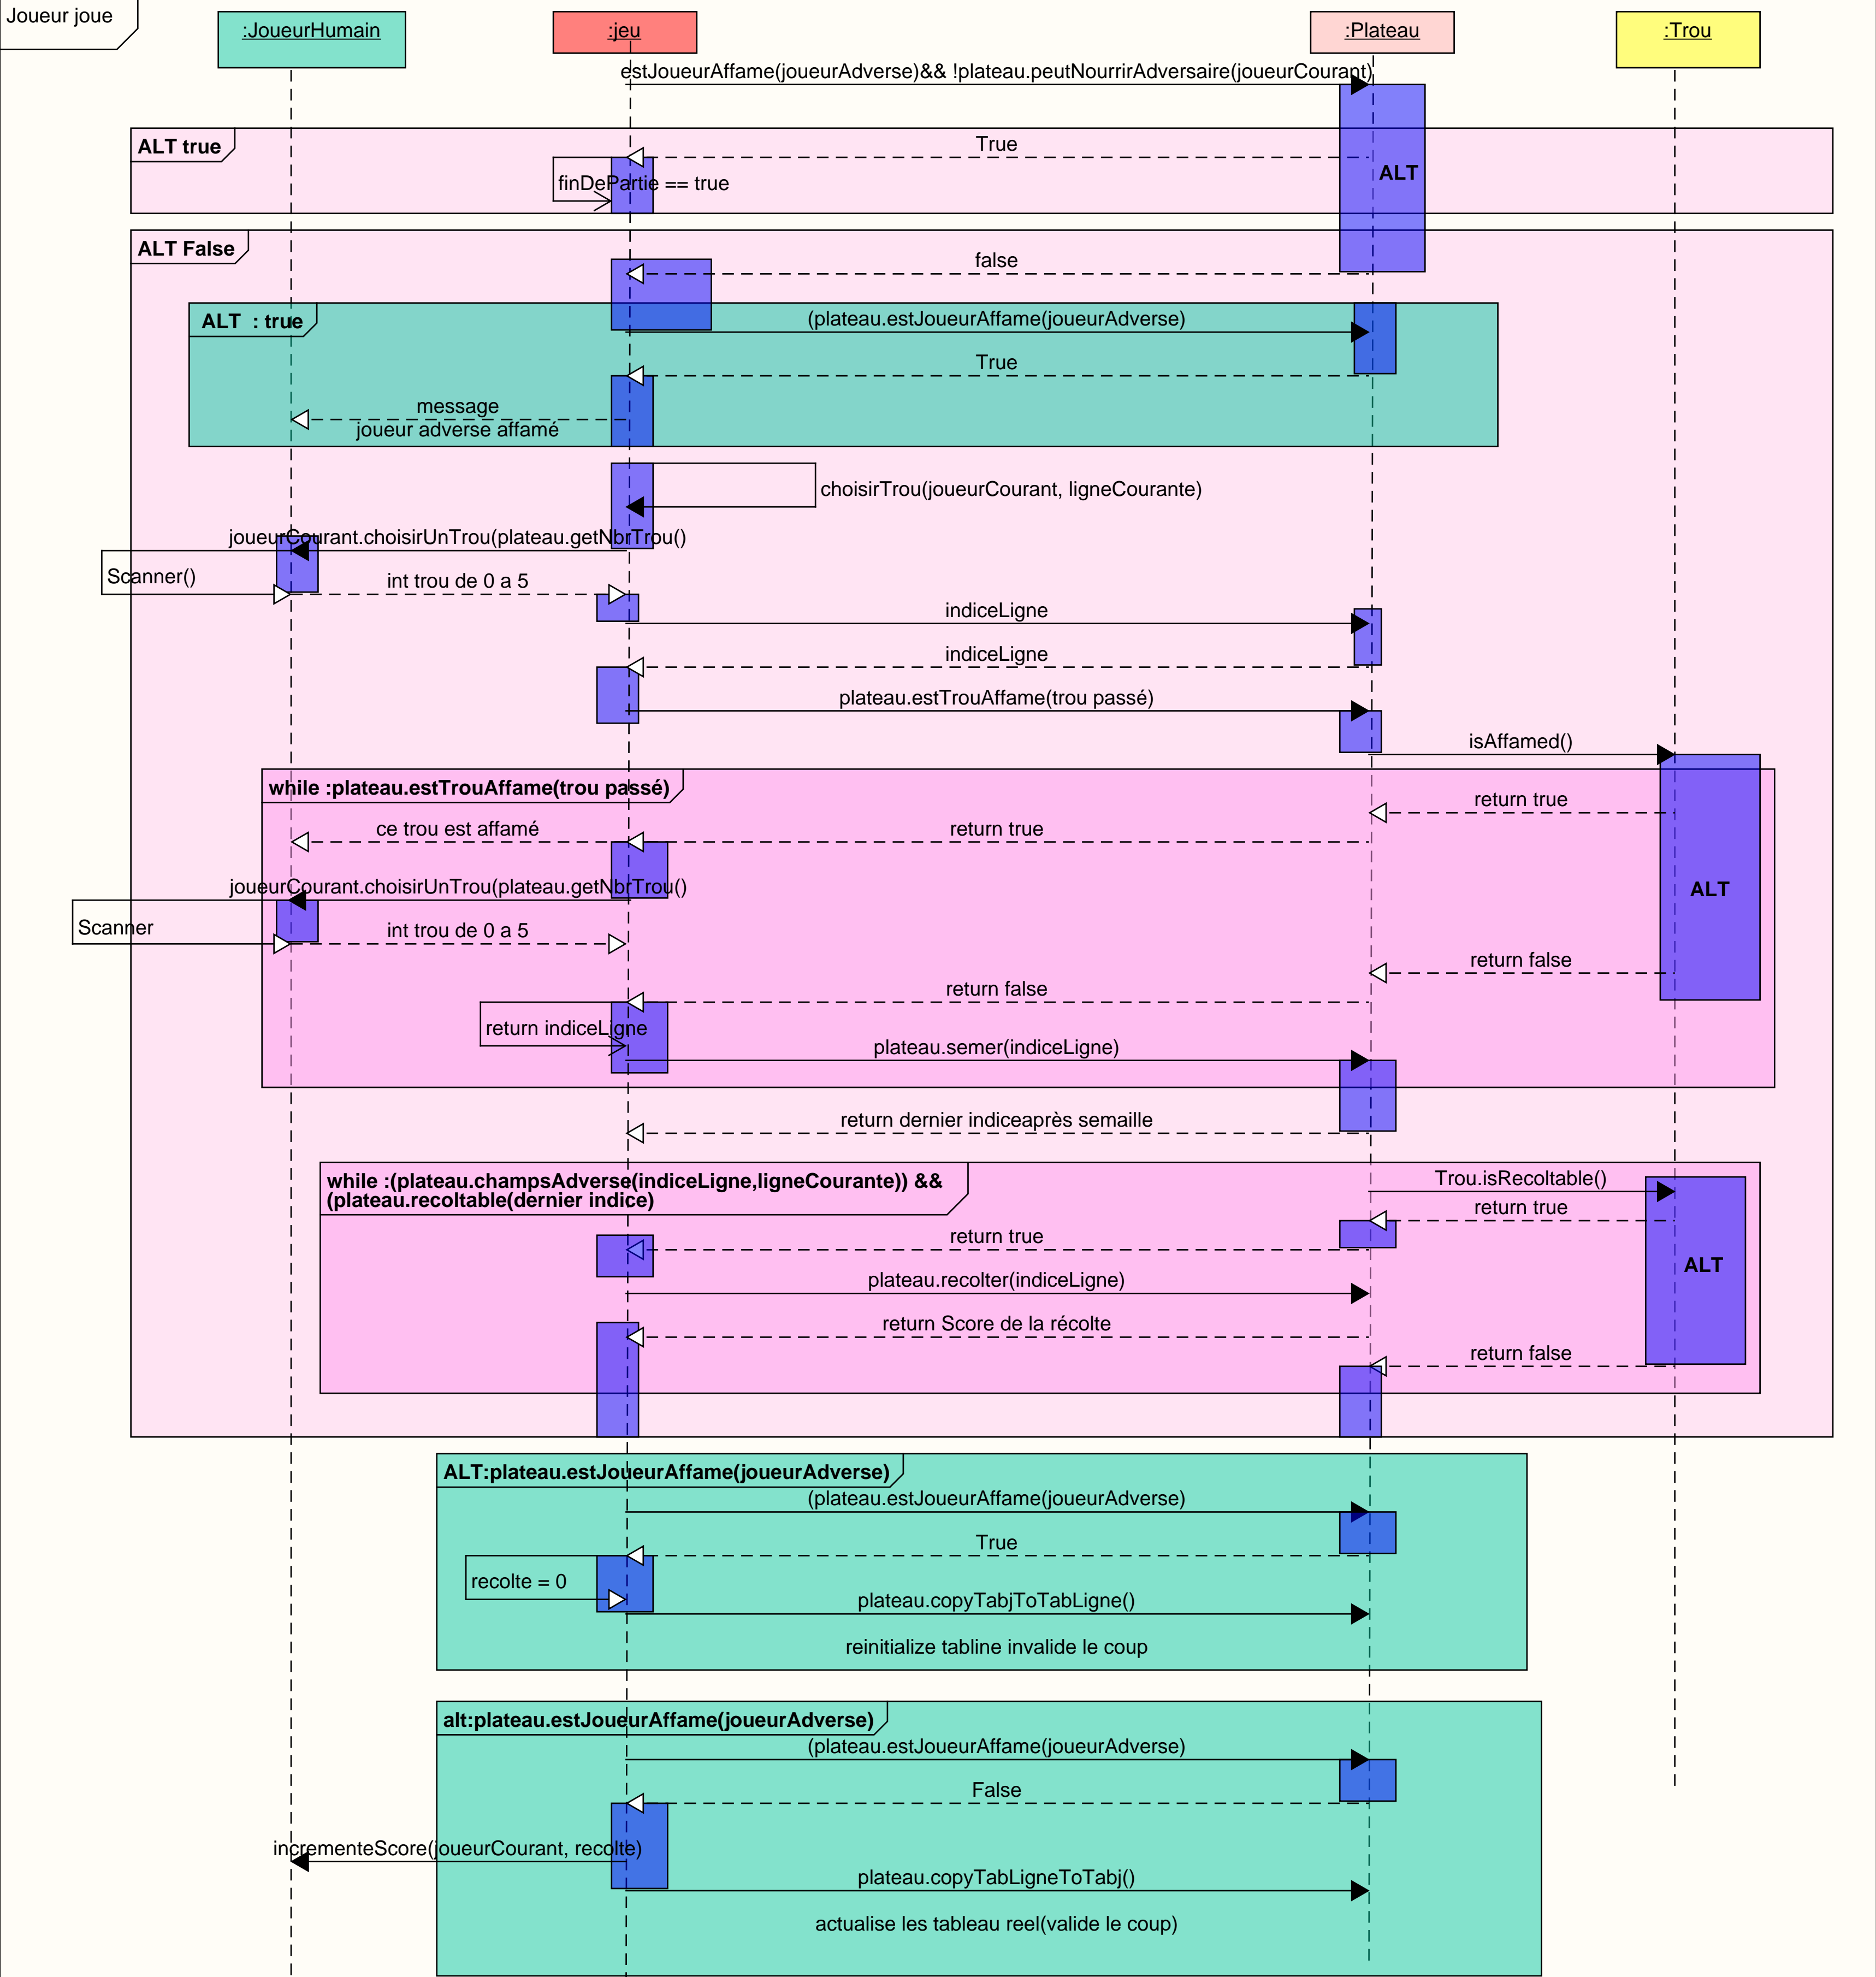 Joueur joue
:JoueurHumain
:jeu
:Plateau
:Trou
estJoueurAffame(joueurAdverse)&& !plateau.peutNourrirAdversaire(joueurCourant)
ALT true
True
ALT
finDePartie == true
ALT False
false
ALT : true
(plateau.estJoueurAffame(joueurAdverse)
True
message
joueur adverse affamé
choisirTrou(joueurCourant, ligneCourante)
joueurCourant.choisirUnTrou(plateau.getNbrTrou()
Scanner()
int trou de 0 a 5
indiceLigne
indiceLigne
plateau.estTrouAffame(trou passé)
isAffamed()
while :plateau.estTrouAffame(trou passé)
return true
ce trou est affamé
return true
joueurCourant.choisirUnTrou(plateau.getNbrTrou()
ALT
Scanner
int trou de 0 a 5
return false
return false
return indiceLigne
plateau.semer(indiceLigne)
return dernier indiceaprès semaille
while :(plateau.champsAdverse(indiceLigne,ligneCourante)) &&
(plateau.recoltable(dernier indice)
Trou.isRecoltable()
return true
return true
ALT
plateau.recolter(indiceLigne)
return Score de la récolte
return false
ALT:plateau.estJoueurAffame(joueurAdverse)
(plateau.estJoueurAffame(joueurAdverse)
True
recolte = 0
plateau.copyTabjToTabLigne()
reinitialize tabline invalide le coup
alt:plateau.estJoueurAffame(joueurAdverse)
(plateau.estJoueurAffame(joueurAdverse)
False
incrementeScore(joueurCourant, recolte)
plateau.copyTabLigneToTabj()
actualise les tableau reel(valide le coup)